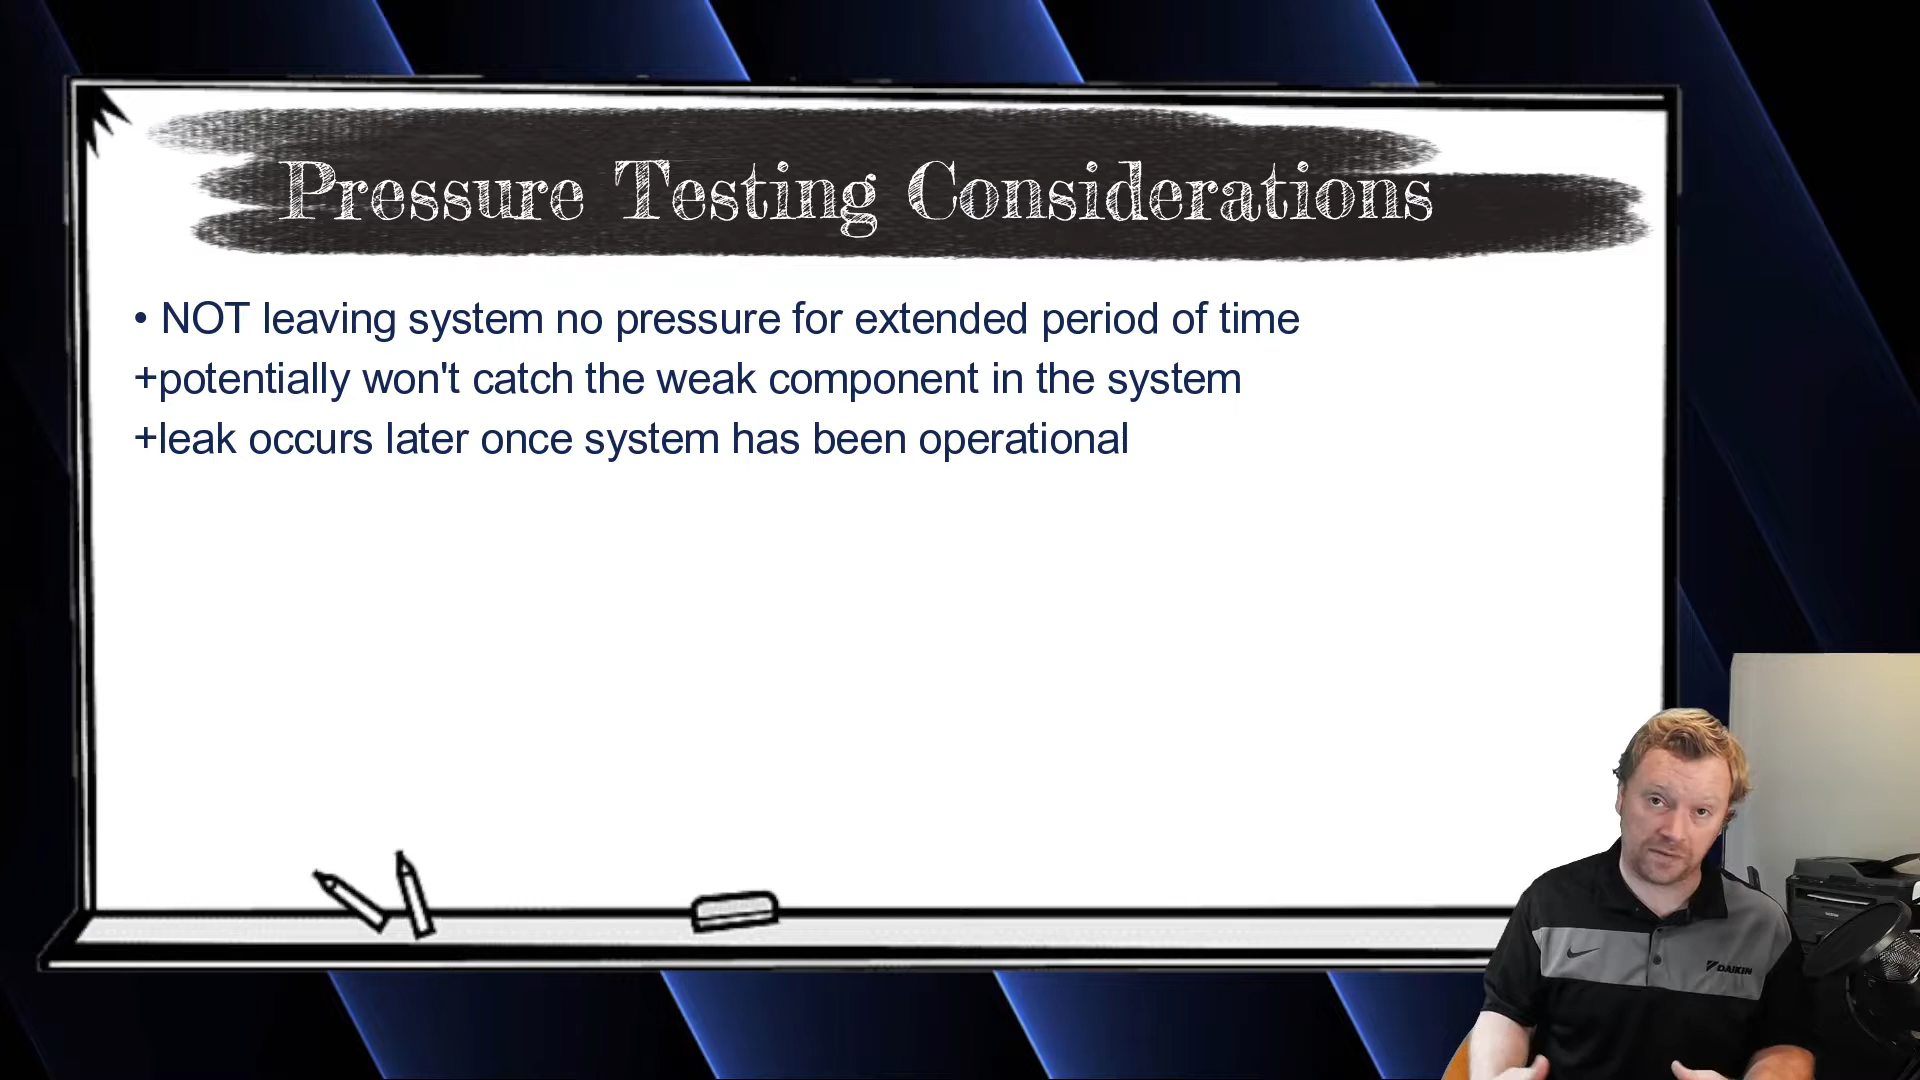 Pressure Testing Considerations
• NOT leaving system no pressure for extended period of time
+potentially won't catch the weak component in the system
+leak occurs later once system has been operational
DAIKIN